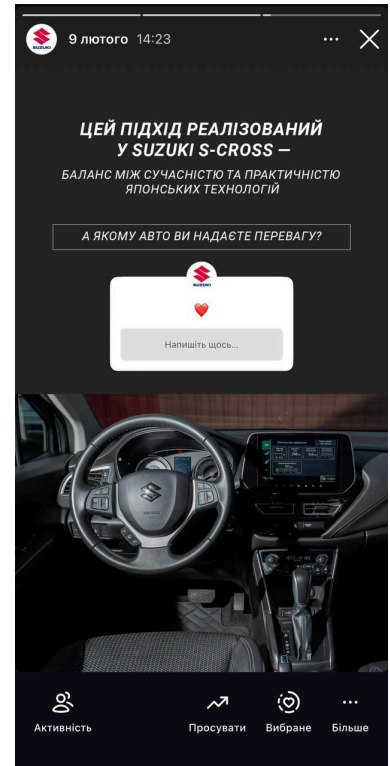 SUZUKI
9 лютого 14:23
ЦЕЙ ПІДХІД РЕАЛІЗОВАНИЙ
У SUZUKI S-CROSS —
БАЛАНС МІЖ СУЧАСНІСТЮ ТА ПРАКТИЧНІСТЮ
ЯПОНСЬКИХ ТЕХНОЛОГІЙ
А ЯКОМУ АВТО ВИ НАДАЄТЕ ПЕРЕВАГУ?
SUZUKI
Напишіть щось...
Активність
Просувати
Вибране
Більше